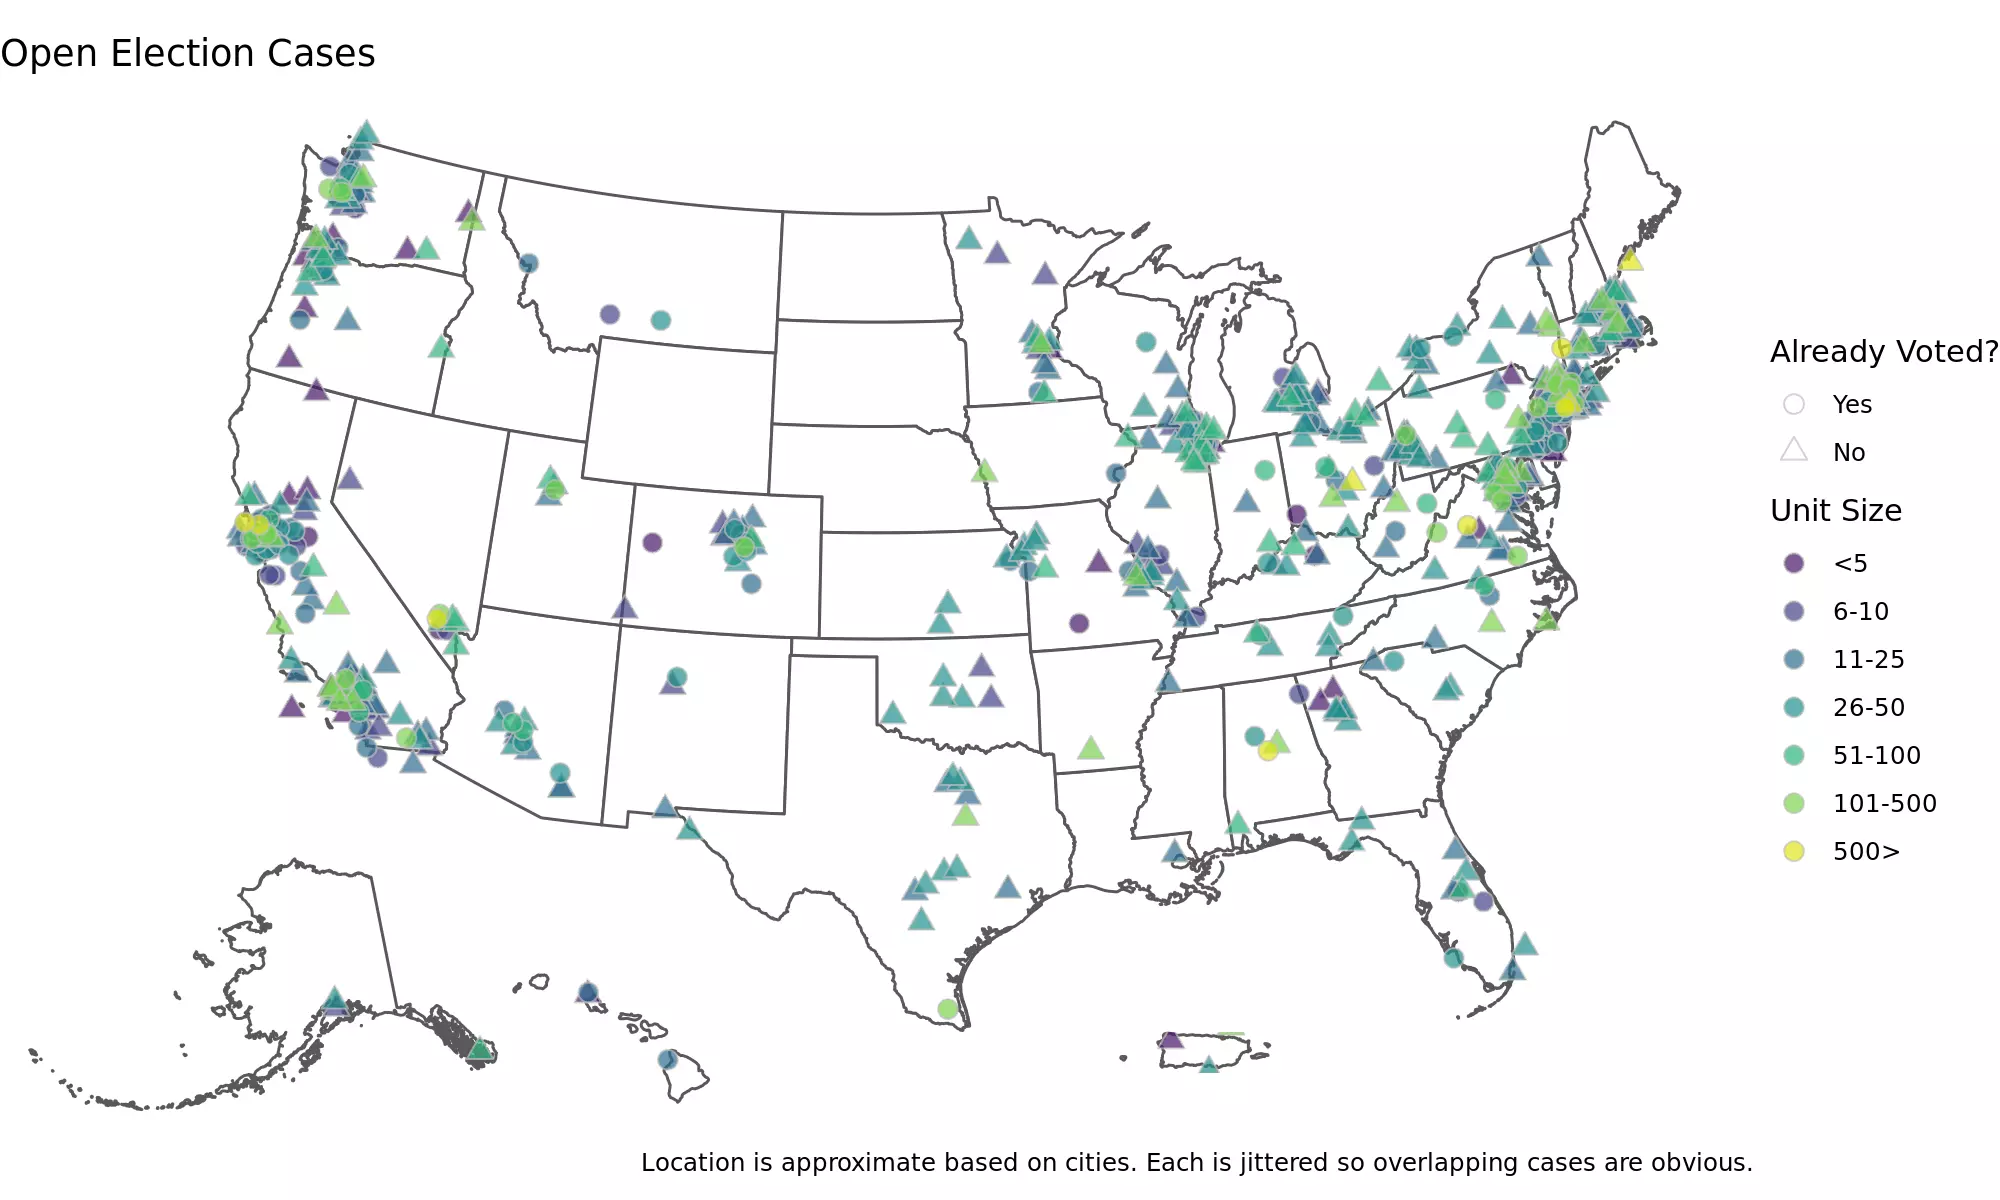 Open Election Cases
Already Voted?
Yes
No
Unit Size
<5
6-10
11-25
26-50
51-100
101-500
500>
Location is approximate based on cities. Each is jittered so overlapping cases are obvious.